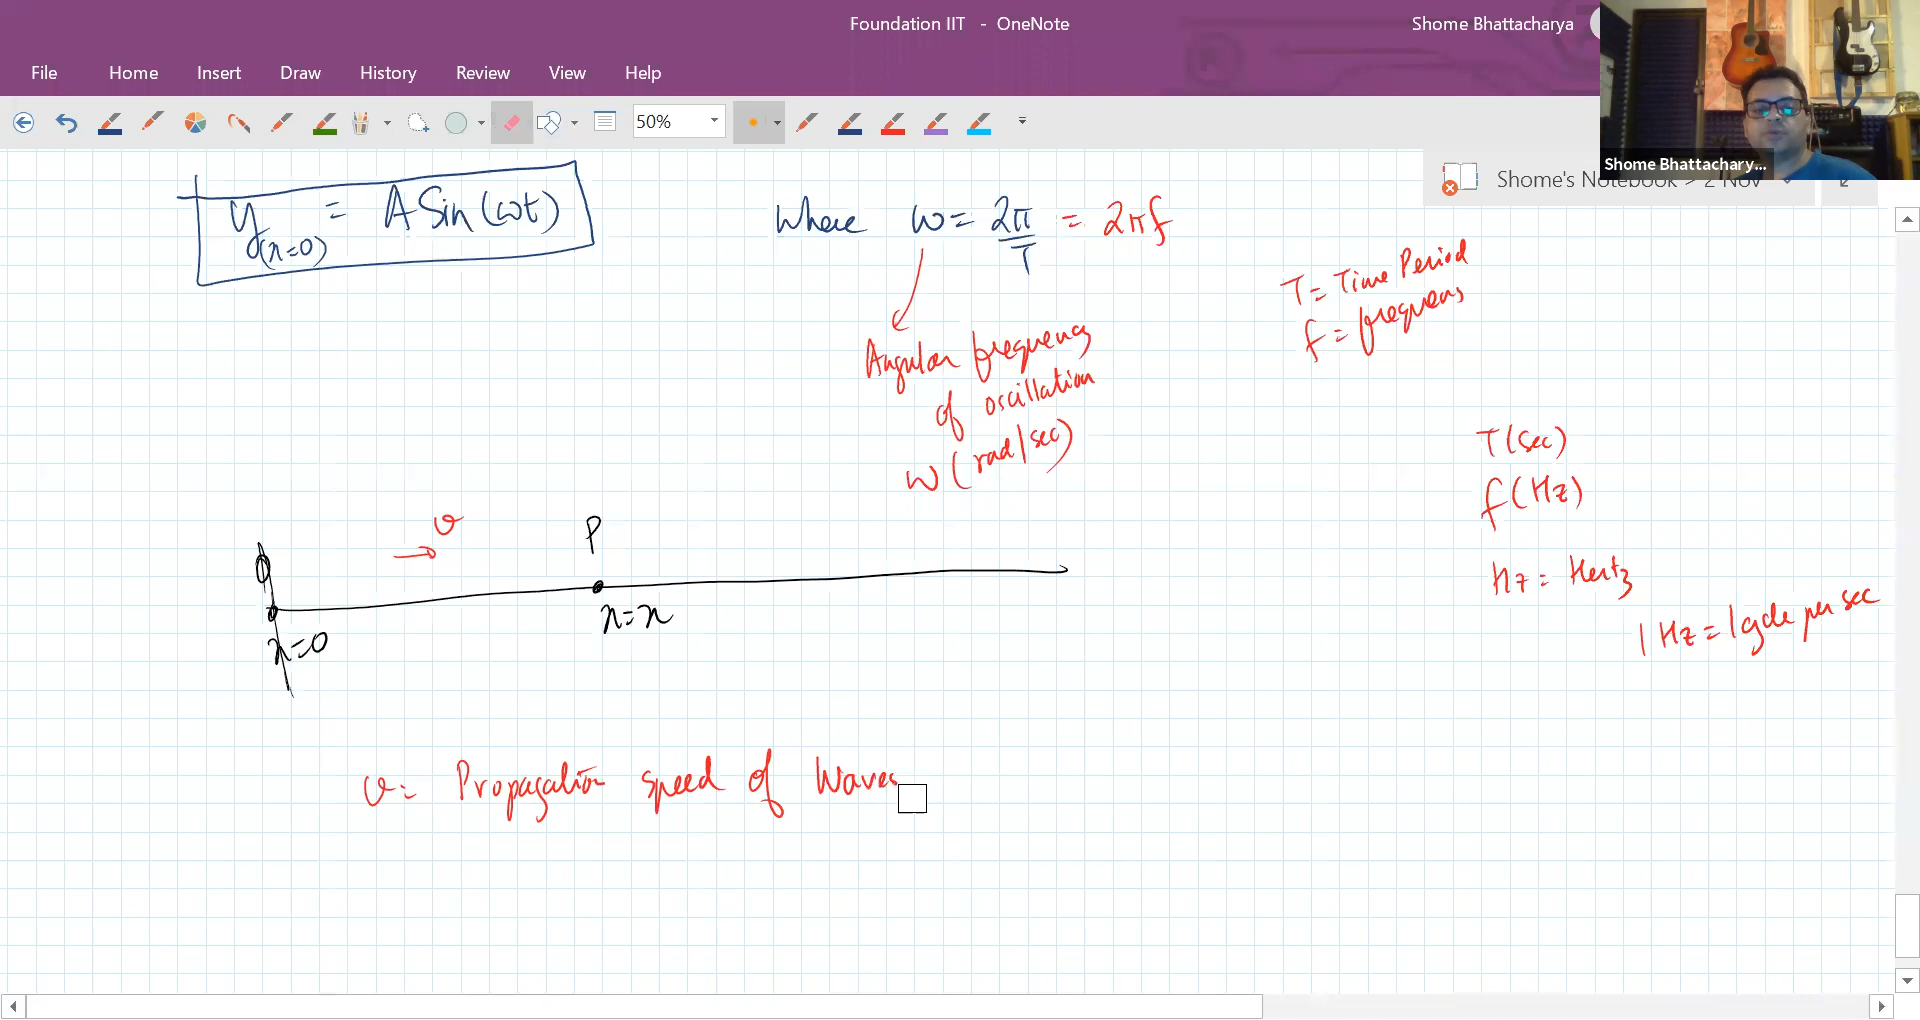 Foundation IIT - OneNote
Shome Bhattacharya
File Home Insert Draw History Review View Help
50%
Shome Bhattachary...
Shome's Notebook > 2 Nov
y(x=0) = A Sin(ωt)
Where ω = 2π/T = 2πf
T = Time Period
f = frequency
Angular frequency
of oscillation
ω (rad/sec)
T (sec)
f (Hz)
Hz = Hertz
1 Hz = 1 cycle per sec
v
P
O
x=x
x=0
v = Propagation speed of Waves